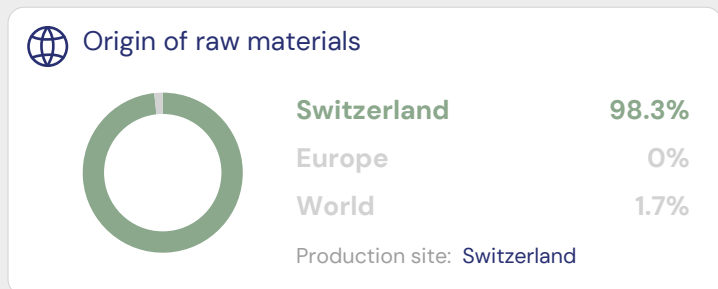 Origin of raw materials
Switzerland 98.3%
Europe 0%
World 1.7%
Production site: Switzerland